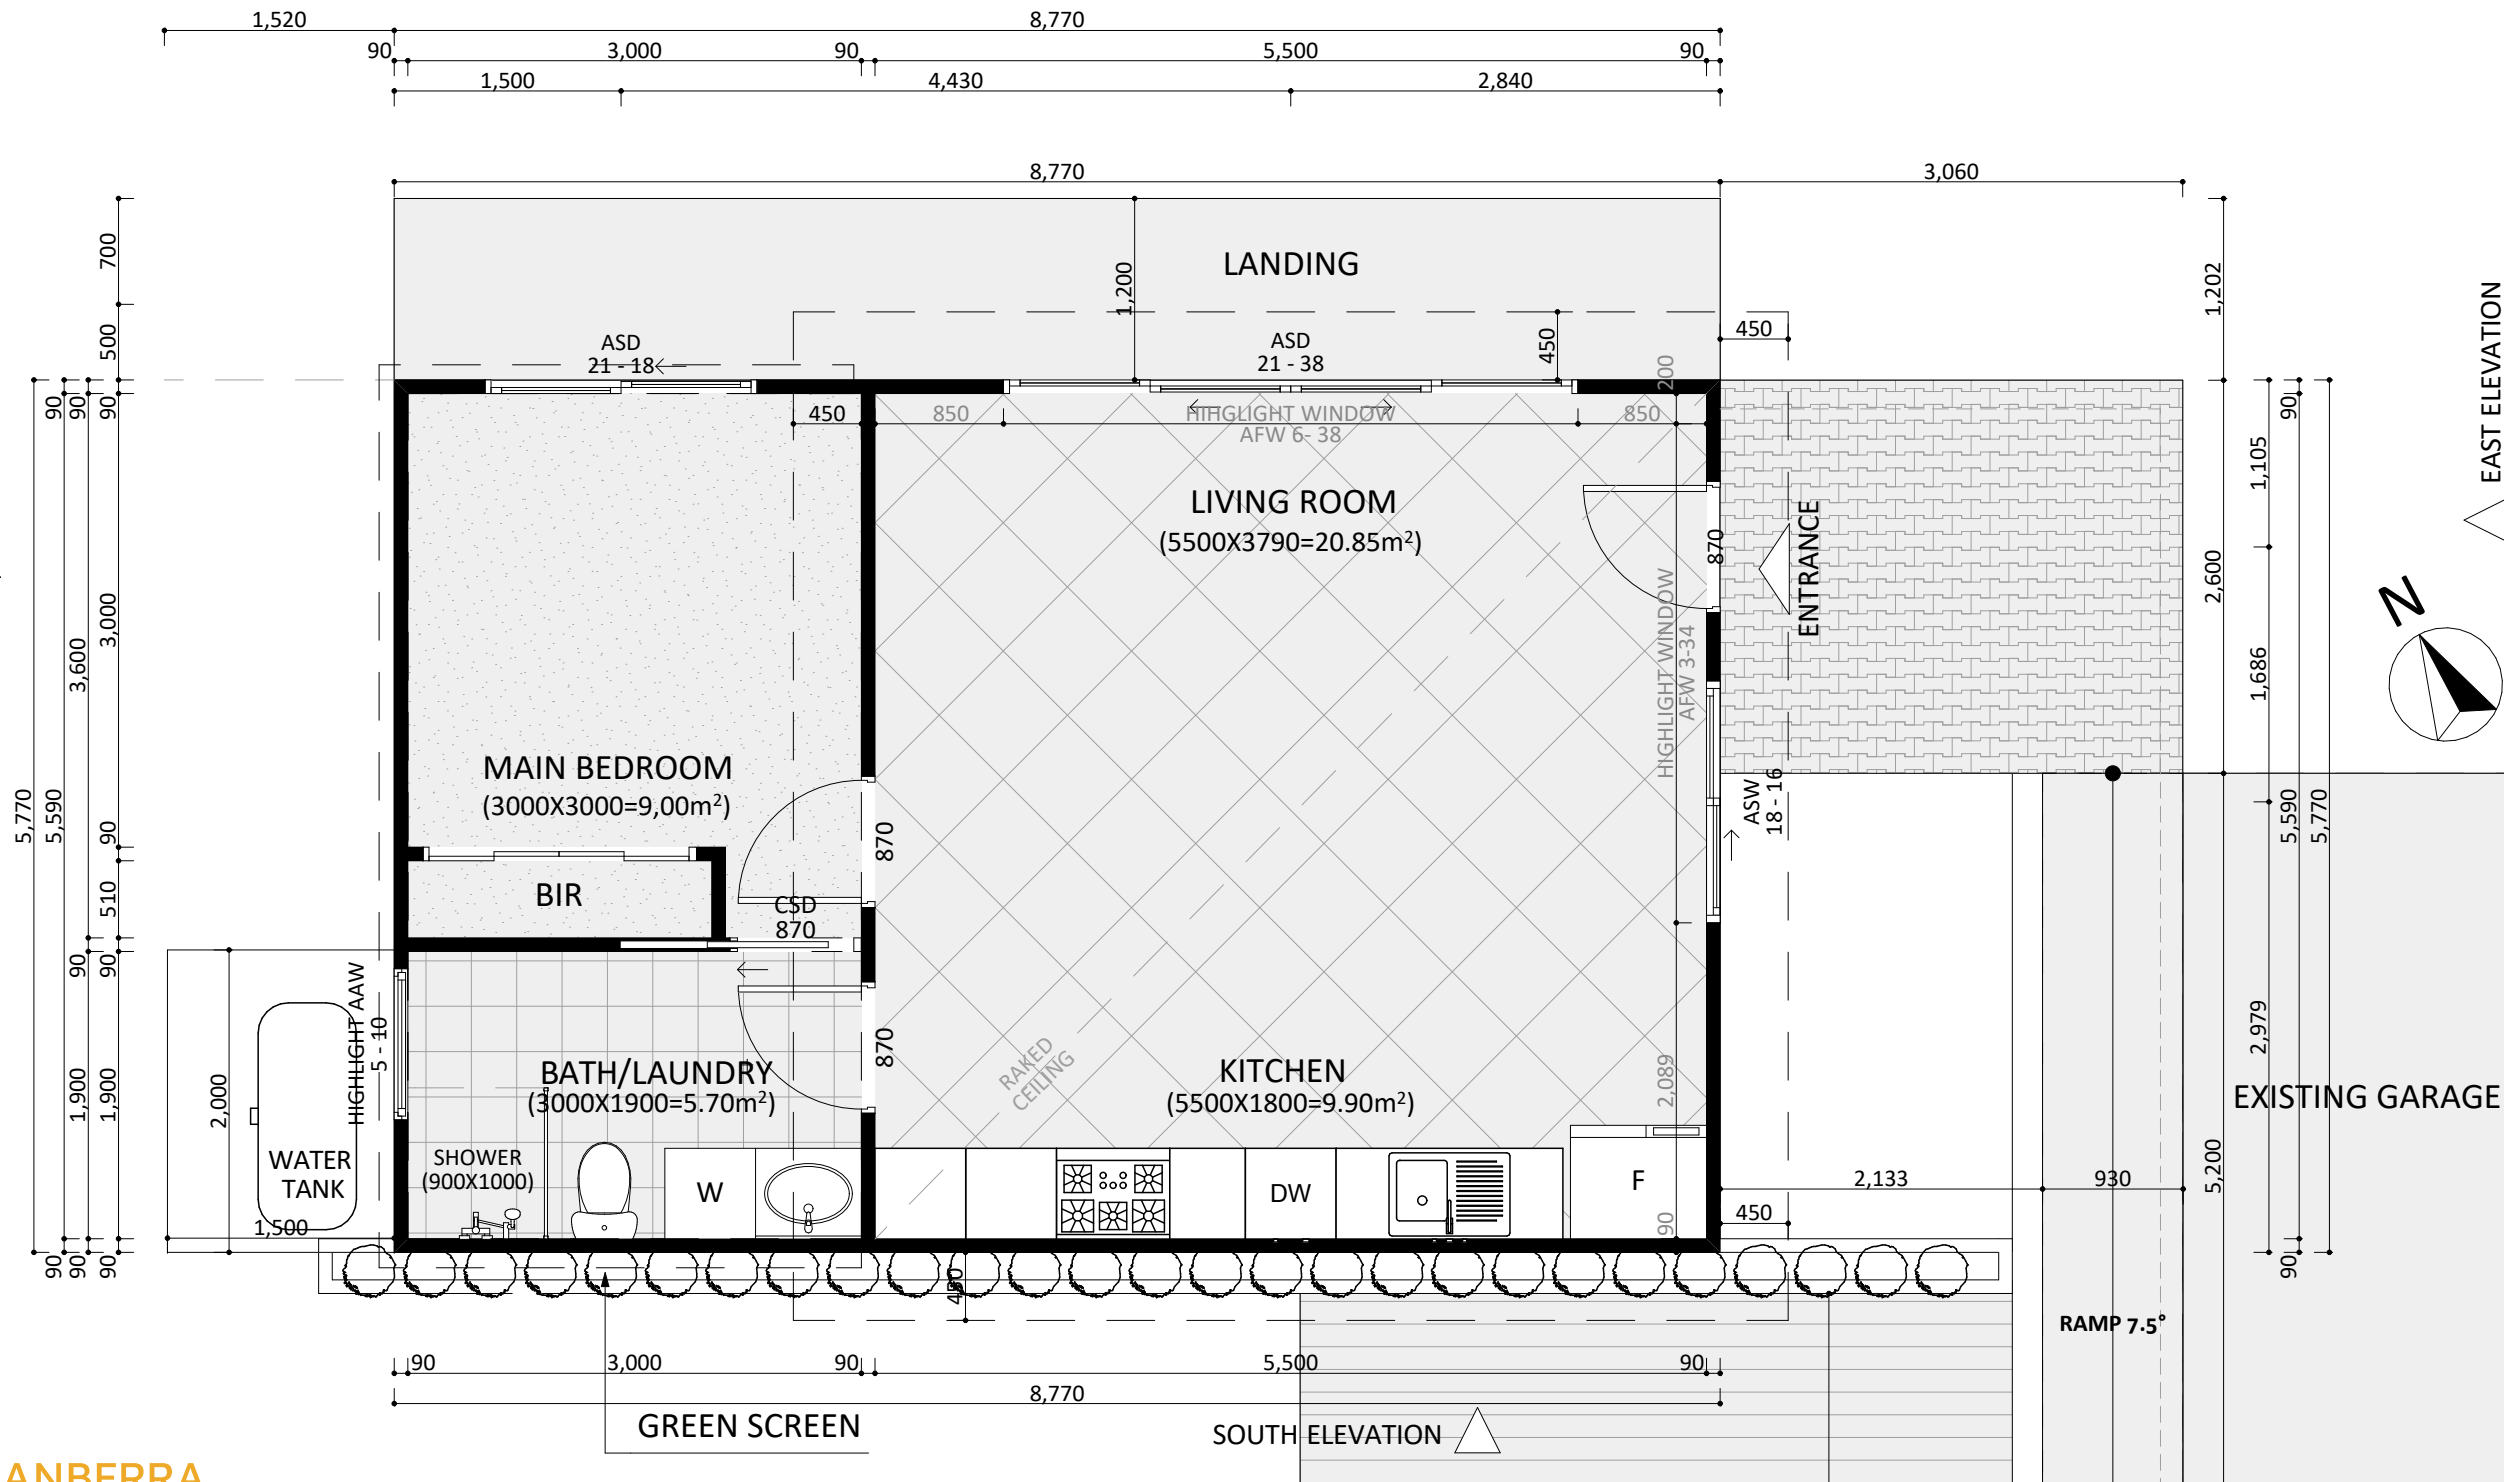 1,520
8,770
90
3,000
90
5,500
90
1,500
4,430
2,840
8,770
3,060
700
500
90
90
90
3,000
3,600
5,770
5,590
90
510
90
90
1,900
1,900
90
90
90
LANDING
1,200
450
450
1,202
ASD
21 - 18
ASD
21 - 38
200
450
850
HIHGLIGHT WINDOW
AFW 6- 38
850
LIVING ROOM
(5500X3790=20.85m²)
870
ENTRANCE
HIGHLIGHT WINDOW
AFW 3-34
2,600
90
1,105
1,686
EAST ELEVATION
N
MAIN BEDROOM
(3000X3000=9,00m²)
870
ASW
18 - 16
5,590
5,770
BIR
CSD
870
HIGHLIGHT AAW
5 - 10
2,000
WATER
TANK
1,500
BATH/LAUNDRY
(3000X1900=5.70m²)
870
RAKED
CEILING
KITCHEN
(5500X1800=9.90m²)
2,089
90
2,979
EXISTING GARAGE
SHOWER
(900X1000)
W
DW
F
2,133
930
450
5,200
90
450
RAMP 7.5°
90
3,000
90
5,500
90
8,770
GREEN SCREEN
SOUTH ELEVATION
ANBERRA